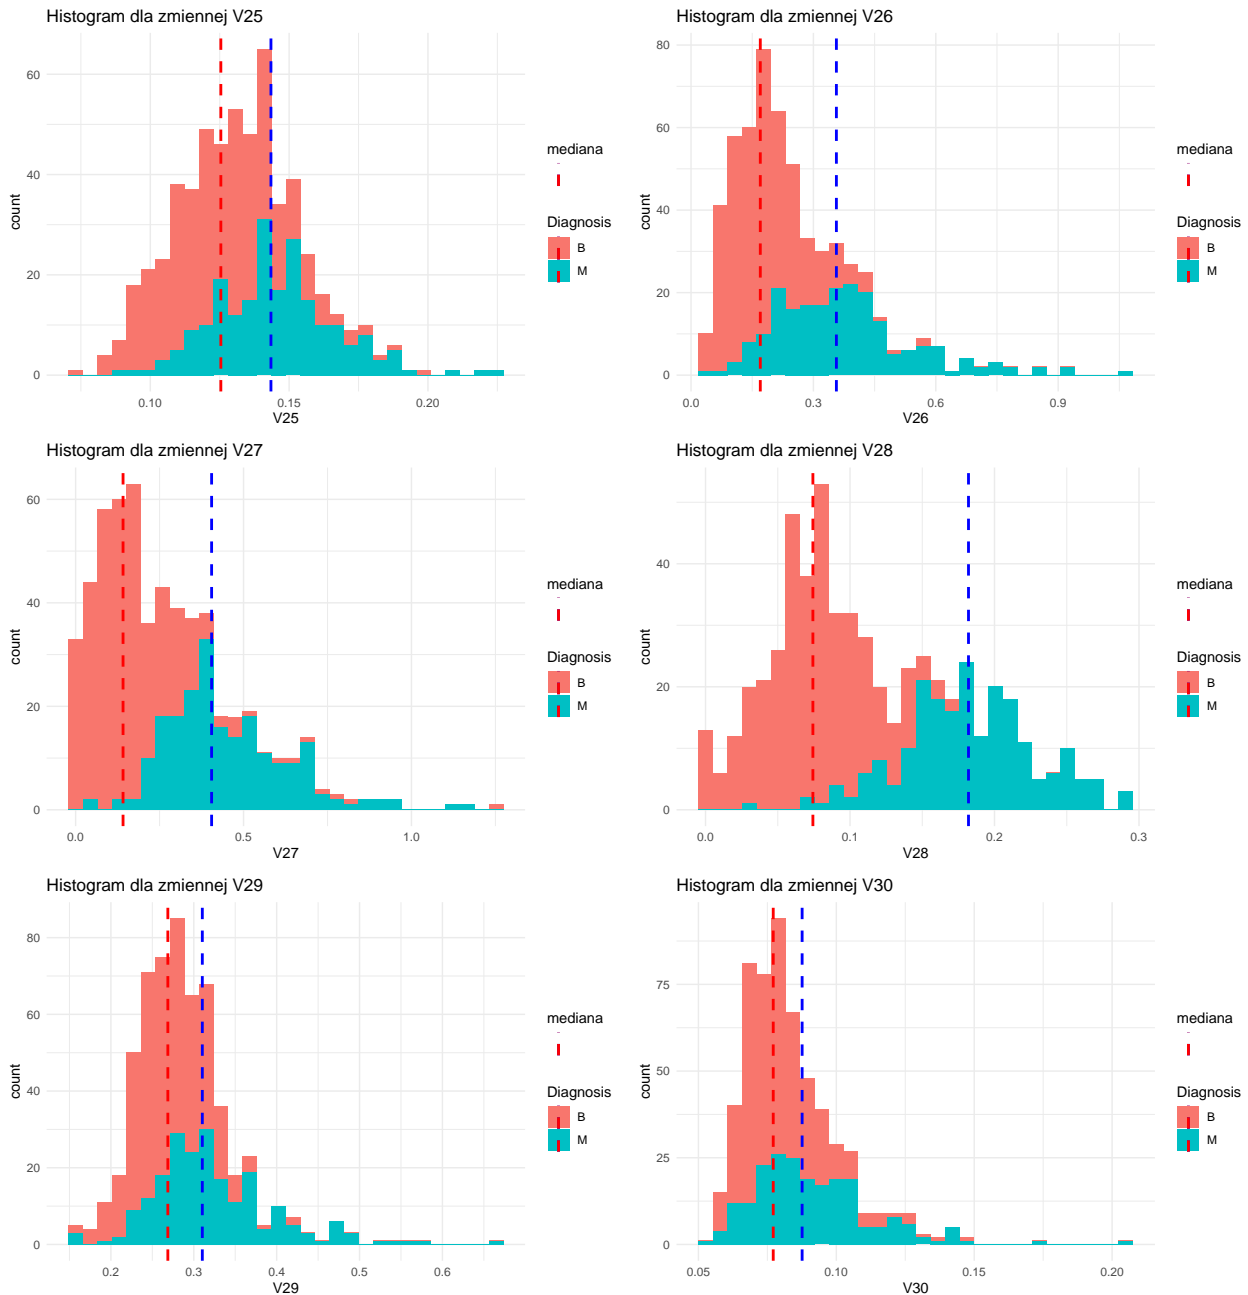 Histogram dla zmiennej V25
count
60
40
20
0
0.10
0.15
0.20
V25
mediana
Diagnosis
B
M
Histogram dla zmiennej V26
count
80
60
40
20
0
0.0
0.3
0.6
0.9
V26
mediana
Diagnosis
B
M
Histogram dla zmiennej V27
count
60
40
20
0
0.0
0.5
1.0
V27
mediana
Diagnosis
B
M
Histogram dla zmiennej V28
count
40
20
0
0.0
0.1
0.2
0.3
V28
mediana
Diagnosis
B
M
Histogram dla zmiennej V29
count
80
60
40
20
0
0.2
0.3
0.4
0.5
0.6
V29
mediana
Diagnosis
B
M
Histogram dla zmiennej V30
count
75
50
25
0
0.05
0.10
0.15
0.20
V30
mediana
Diagnosis
B
M